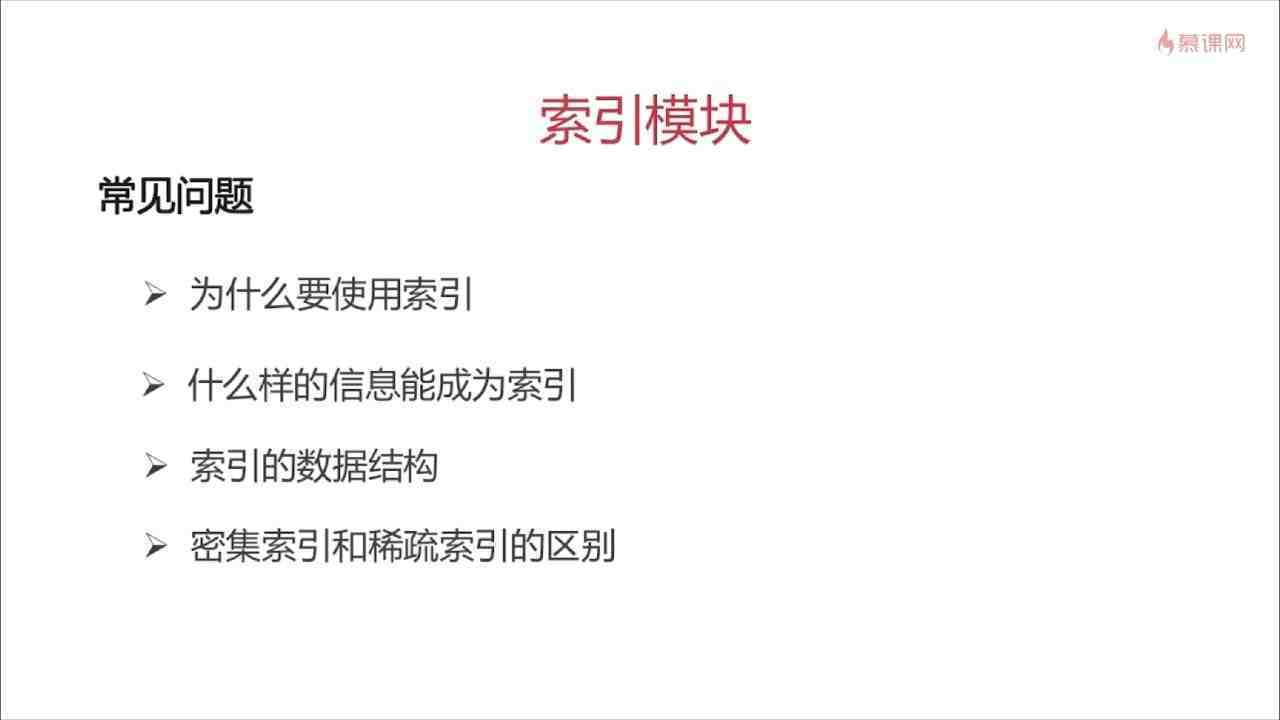 慕课网
索引模块
常见问题
为什么要使用索引
什么样的信息能成为索引
索引的数据结构
密集索引和稀疏索引的区别